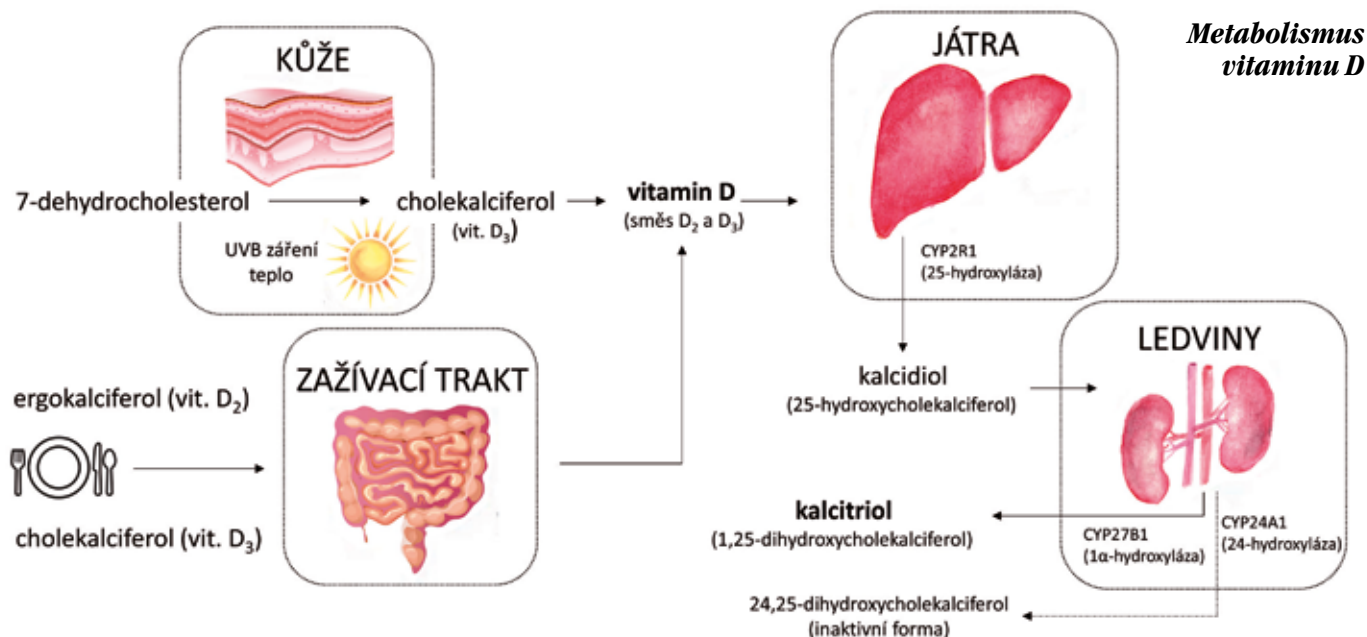 Metabolismus
vitaminu D
KŮŽE
7-dehydrocholesterol
UVB záření
teplo
cholekalciferol
(vit. D₃)
vitamin D
(směs D₂ a D₃)
JÁTRA
CYP2R1
(25-hydroxyláza)
ergokalciferol (vit. D₂)
cholekalciferol (vit. D₃)
ZAŽÍVACÍ TRAKT
kalcidiol
(25-hydroxycholekalciferol)
LEDVINY
CYP27B1
(1α-hydroxyláza)
CYP24A1
(24-hydroxyláza)
kalcitriol
(1,25-dihydroxycholekalciferol)
24,25-dihydroxycholekalciferol
(inaktivní forma)